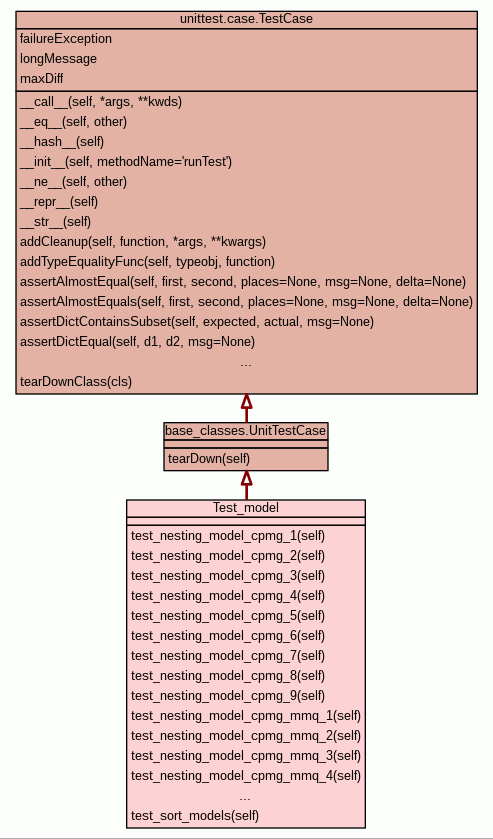 unittest.case.TestCase
failureException
longMessage
maxDiff
__call__(self, *args, **kwds)
__eq__(self, other)
__hash__(self)
__init__(self, methodName='runTest')
__ne__(self, other)
__repr__(self)
__str__(self)
addCleanup(self, function, *args, **kwargs)
addTypeEqualityFunc(self, typeobj, function)
assertAlmostEqual(self, first, second, places=None, msg=None, delta=None)
assertAlmostEquals(self, first, second, places=None, msg=None, delta=None)
assertDictContainsSubset(self, expected, actual, msg=None)
assertDictEqual(self, d1, d2, msg=None)
...
tearDownClass(cls)
base_classes.UnitTestCase
tearDown(self)
Test_model
test_nesting_model_cpmg_1(self)
test_nesting_model_cpmg_2(self)
test_nesting_model_cpmg_3(self)
test_nesting_model_cpmg_4(self)
test_nesting_model_cpmg_5(self)
test_nesting_model_cpmg_6(self)
test_nesting_model_cpmg_7(self)
test_nesting_model_cpmg_8(self)
test_nesting_model_cpmg_9(self)
test_nesting_model_cpmg_mmq_1(self)
test_nesting_model_cpmg_mmq_2(self)
test_nesting_model_cpmg_mmq_3(self)
test_nesting_model_cpmg_mmq_4(self)
...
test_sort_models(self)